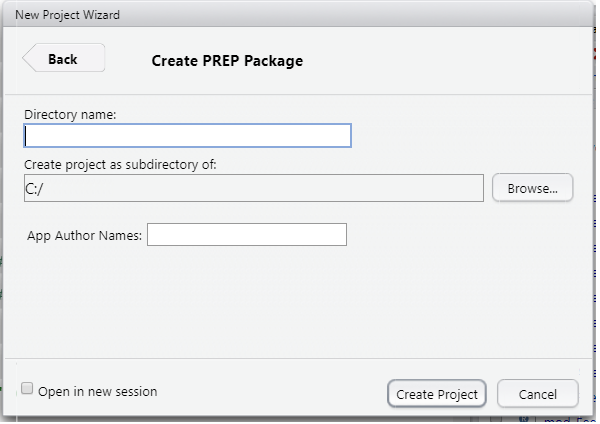 New Project Wizard
Back
Create PREP Package
Directory name:
Create project as subdirectory of:
C:/
Browse...
App Author Names:
Open in new session
Create Project
Cancel